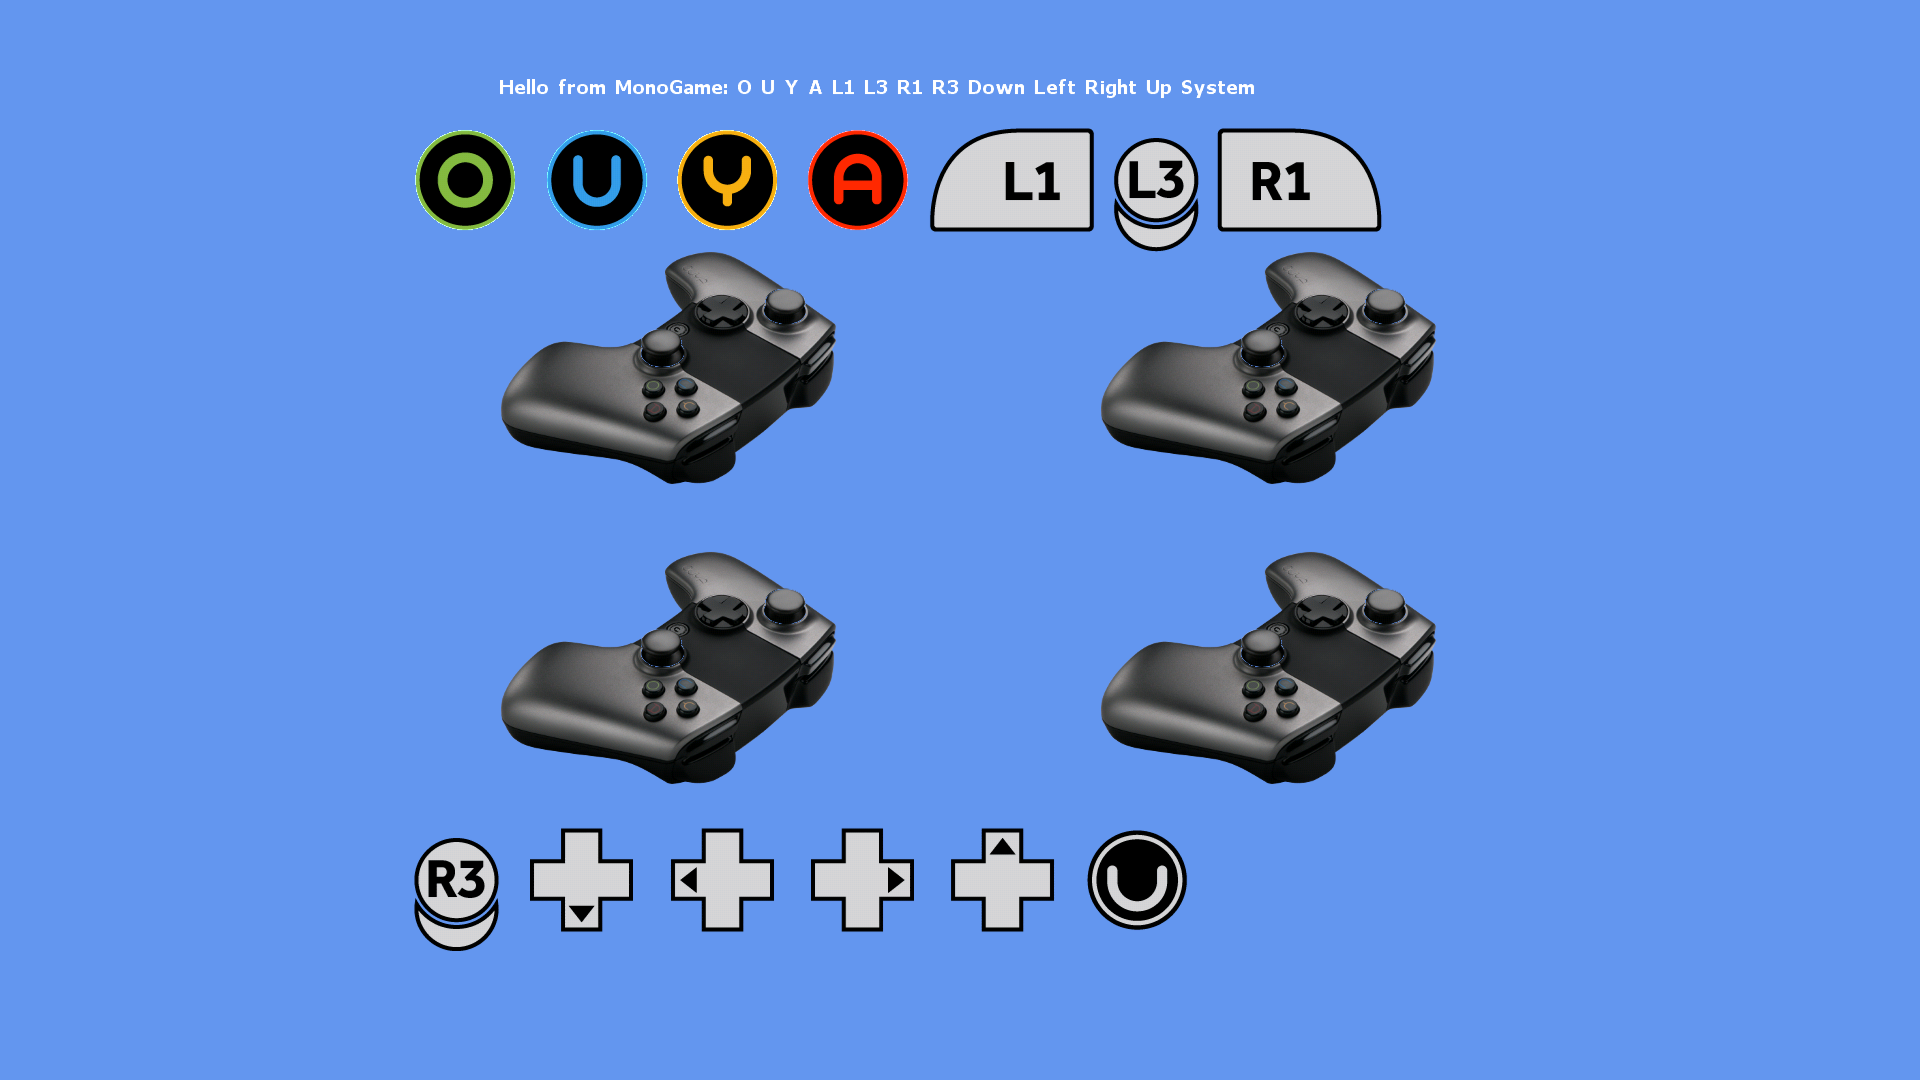 Hello from MonoGame: O U Y A L1 L3 R1 R3 Down Left Right Up System
O U Y A L1 L3 R1
R3